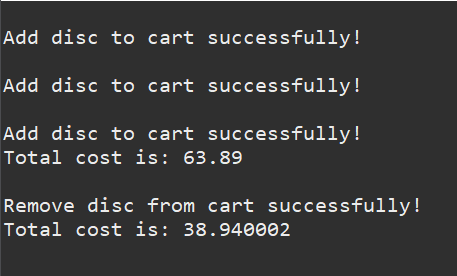 Add disc to cart successfully!
Add disc to cart successfully!
Add disc to cart successfully!
Total cost is: 63.89
Remove disc from cart successfully!
Total cost is: 38.940002